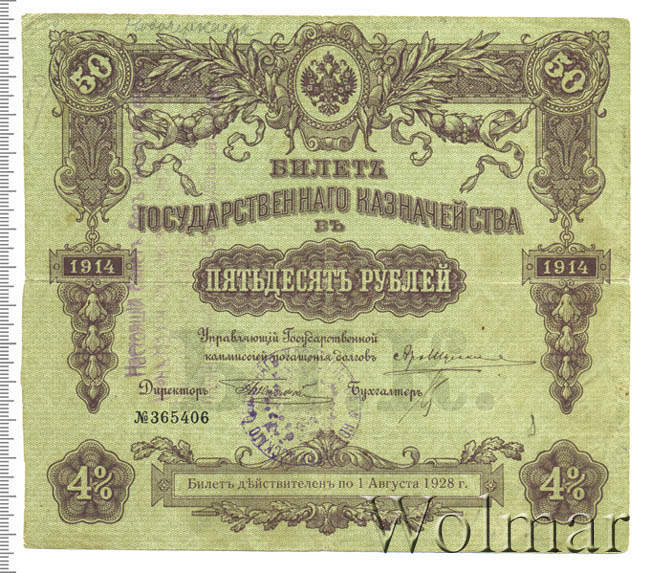 50 50
БИЛЕТЪ
ГОСУДАРСТВЕННАГО КАЗНАЧЕЙСТВА
ВЪ
1914 ПЯТЬДЕСЯТЪ РУБЛЕЙ 1914
Управляющій Государственной
коммиссіей погашенія долговъ
Директоръ Бухгалтеръ
№365406
4% Билетъ дѣйствителенъ по 1 Августа 1928 г. 4%
Wolmar
Настоящій